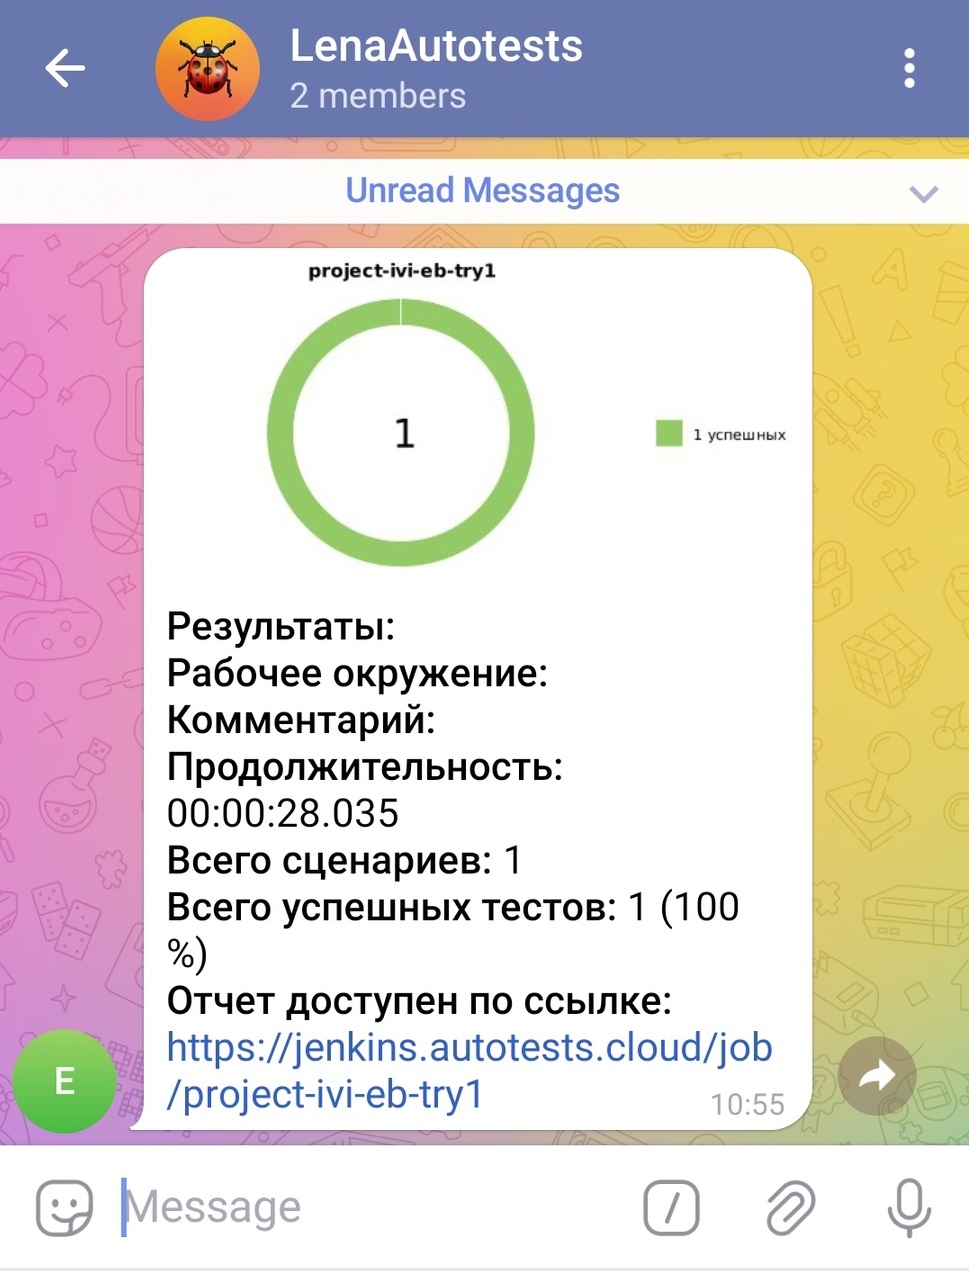 LenaAutotests
2 members
Unread Messages
project-ivi-eb-try1
1
1 успешных
Результаты:
Рабочее окружение:
Комментарий:
Продолжительность:
00:00:28.035
Всего сценариев: 1
Всего успешных тестов: 1 (100
%)
Отчет доступен по ссылке:
https://jenkins.autotests.cloud/job
/project-ivi-eb-try1
10:55
E
Message